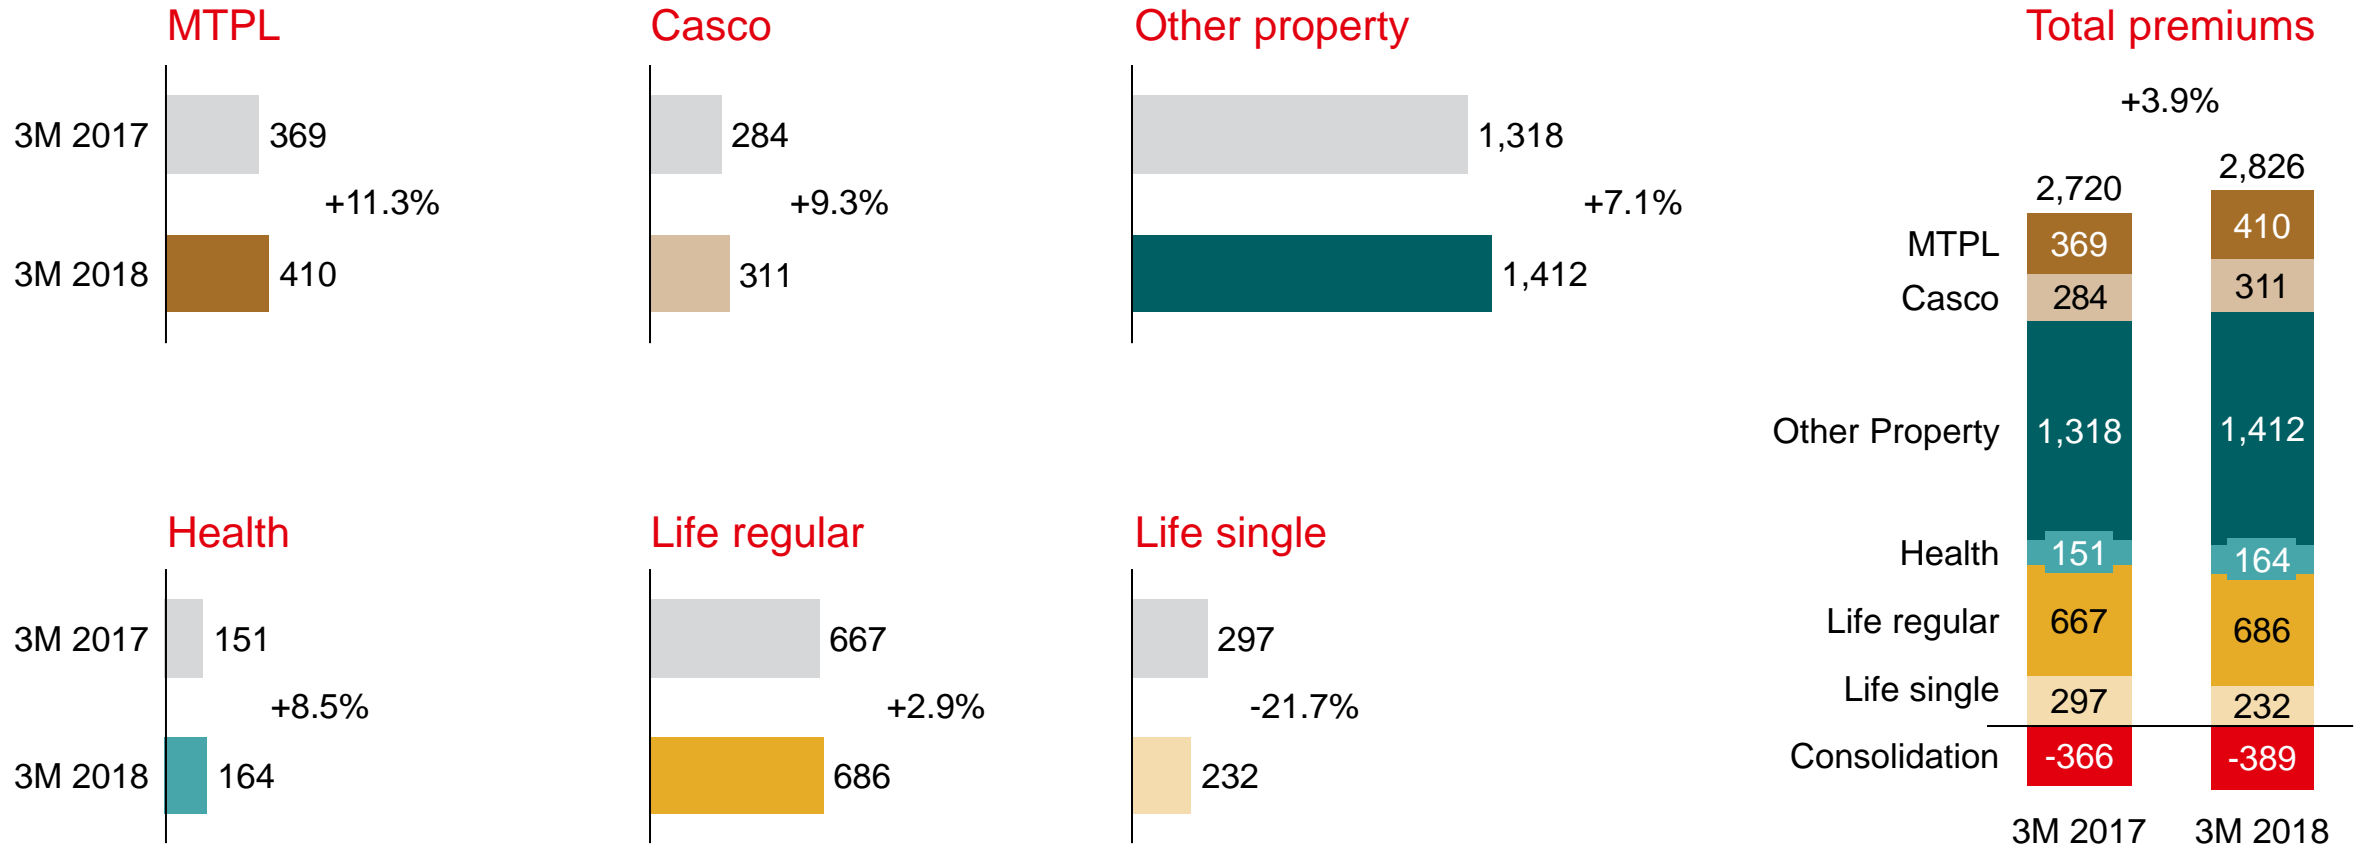 MTPL
3M 2017
369
+11.3%
3M 2018
410
Casco
284
+9.3%
311
Other property
1,318
+7.1%
1,412
Health
3M 2017
151
+8.5%
3M 2018
164
Life regular
667
+2.9%
686
Life single
297
-21.7%
232
Total premiums
+3.9%
2,720
2,826
MTPL
369
410
Casco
284
311
Other Property
1,318
1,412
Health
151
164
Life regular
667
686
Life single
297
232
Consolidation
-366
-389
3M 2017
3M 2018